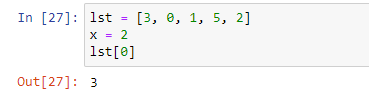 In [27]: lst = [3, 0, 1, 5, 2]
x = 2
lst[0]
Out[27]: 3